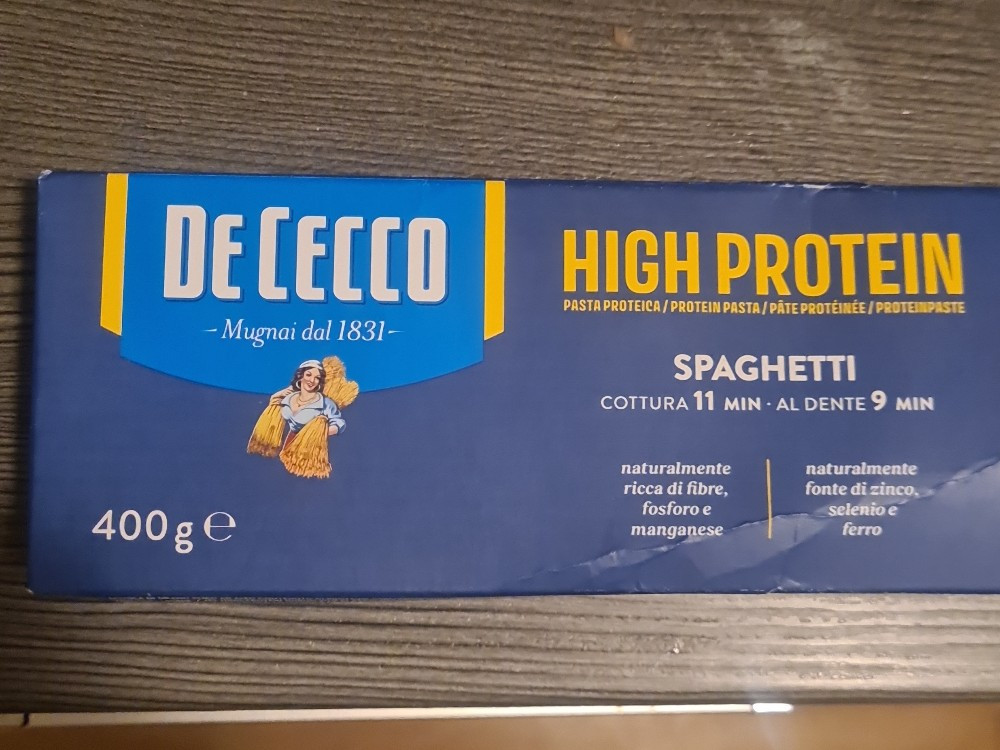 DE CECCO
- Mugnai dal 1831 -
400 g ℮
HIGH PROTEIN
PASTA PROTEICA / PROTEIN PASTA / PÂTE PROTÉINÉE / PROTEINPASTE
SPAGHETTI
COTTURA 11 MIN · AL DENTE 9 MIN
naturalmente
ricca di fibre,
fosforo e
manganese
naturalmente
fonte di zinco,
selenio e
ferro